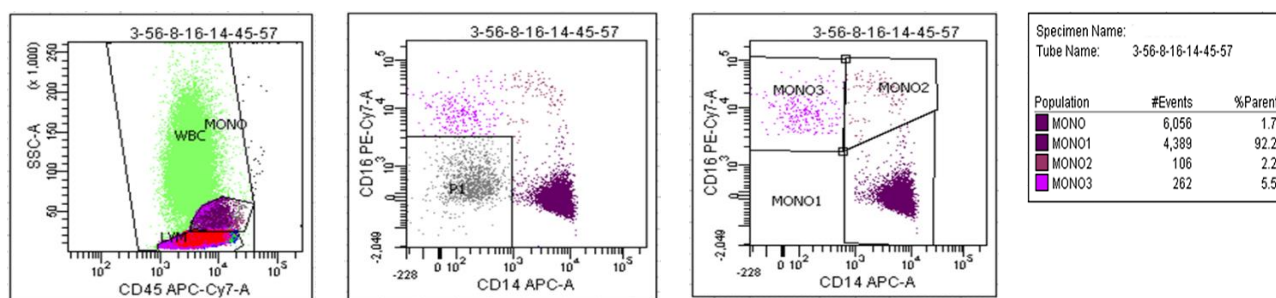 3-56-8-16-14-45-57
SSC-A
(x 1,000)
250
200
150
100
50
WBC
MONO
LYM
10² 10³ 10⁴ 10⁵
CD45 APC-Cy7-A
3-56-8-16-14-45-57
CD16 PE-Cy7-A
10⁵
10⁴
10³
0
-2,049
P1
-228 0 10² 10³ 10⁴ 10⁵
CD14 APC-A
3-56-8-16-14-45-57
CD16 PE-Cy7-A
10⁵
10⁴
10³
0
-2,049
MONO3
MONO2
MONO1
-228 0 10² 10³ 10⁴ 10⁵
CD14 APC-A
Specimen Name:
Tube Name: 3-56-8-16-14-45-57
Population #Events %Parent
MONO 6,056 1.7
MONO1 4,389 92.2
MONO2 106 2.2
MONO3 262 5.5